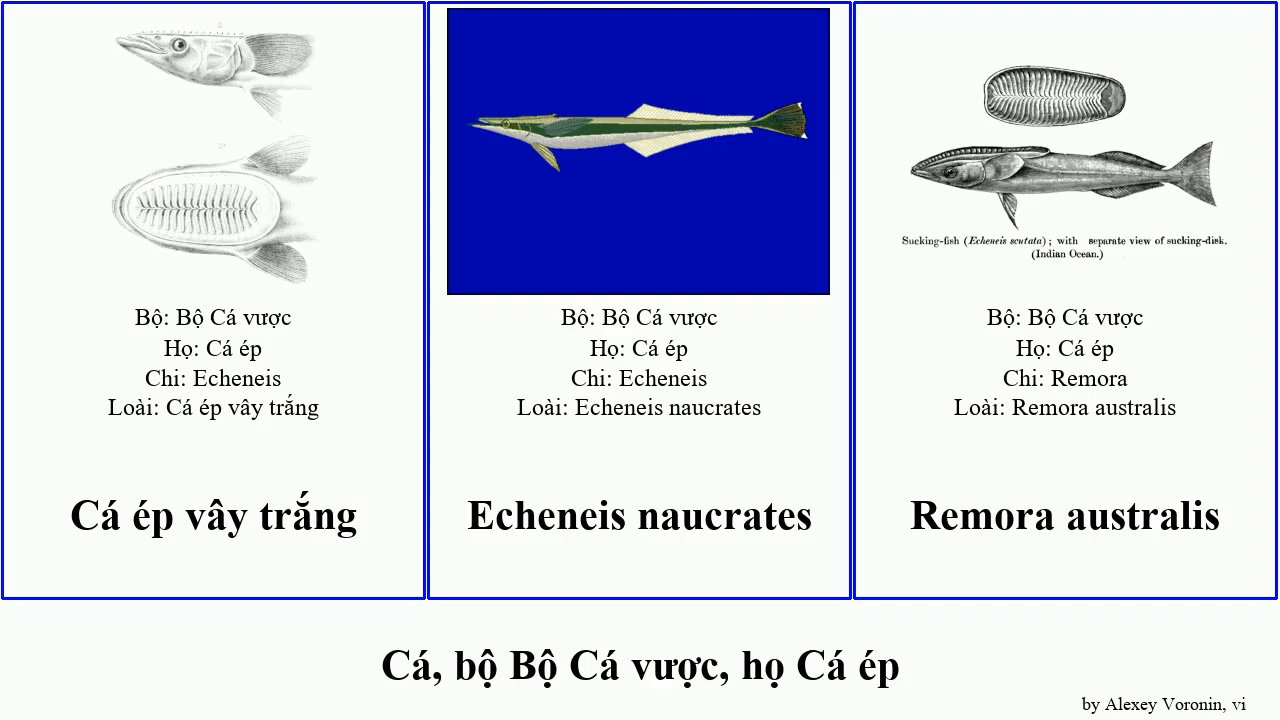 Bộ: Bộ Cá vược
Họ: Cá ép
Chi: Echeneis
Loài: Cá ép vây trắng
Cá ép vây trắng
Bộ: Bộ Cá vược
Họ: Cá ép
Chi: Echeneis
Loài: Echeneis naucrates
Echeneis naucrates
Sucking-fish (Echeneis scutata); with separate view of sucking-disk.
(Indian Ocean.)
Bộ: Bộ Cá vược
Họ: Cá ép
Chi: Remora
Loài: Remora australis
Remora australis
Cá, bộ Bộ Cá vược, họ Cá ép
by Alexey Voronin, vi